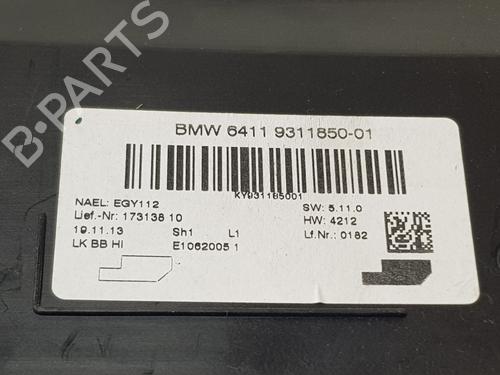 B-PARTS
BMW 6411 9311850-01
KY931185001
NAEL: EGY112
Lief.-Nr: 173138 10
19.11.13 Sh1 L1
LK BB HI E1062005 1
SW: 5.11.0
HW: 4212
Lf.Nr.: 0182